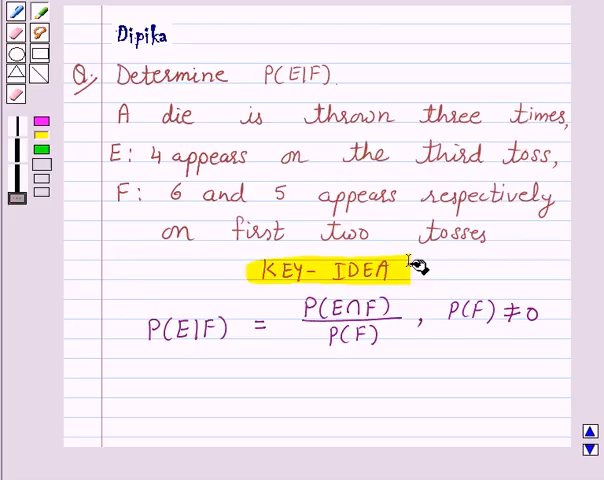 Dipika
Q. Determine P(E|F).
A die is thrown three times,
E: 4 appears on the third toss,
F: 6 and 5 appears respectively
on first two tosses
KEY- IDEA
P(E|F) = P(E∩F)/P(F), P(F) ≠ 0